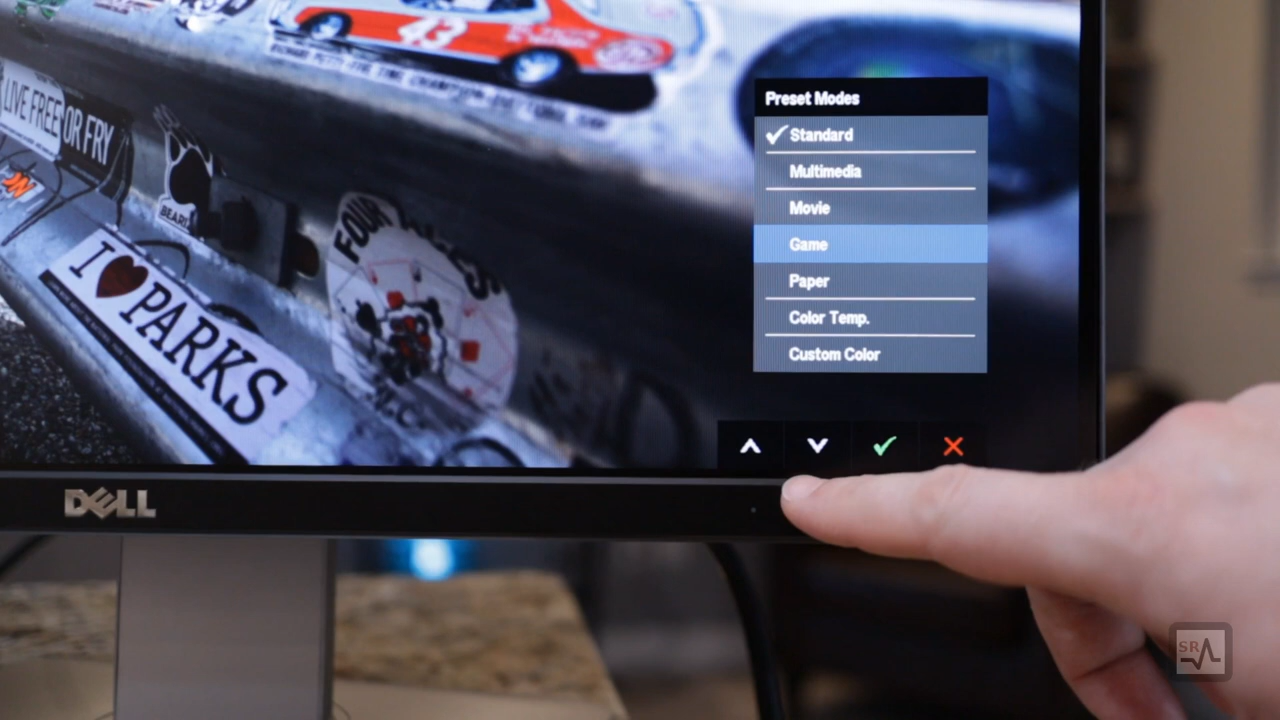 43
LIVE FREE
OR FRY
BEAR
I ♥ PARKS
FOUR
Preset Modes
Standard
Multimedia
Movie
Game
Paper
Color Temp.
Custom Color
DELL
SR